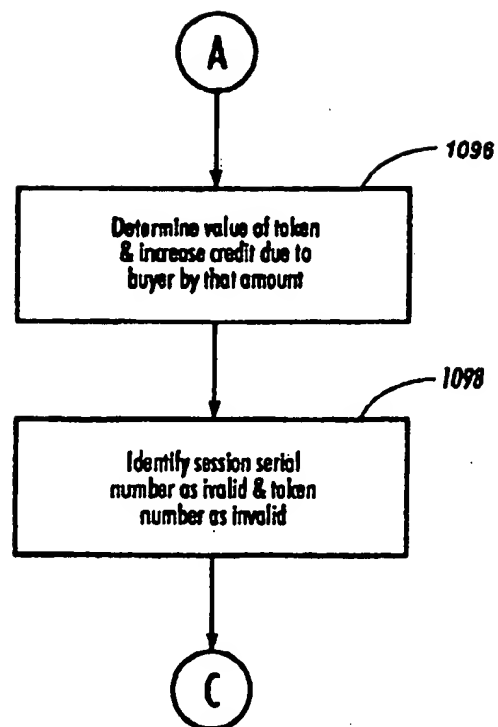 A
1096
Determine value of token
& increase credit due to
buyer by that amount
1098
Identify session serial
number as ivalid & token
number as invalid
C